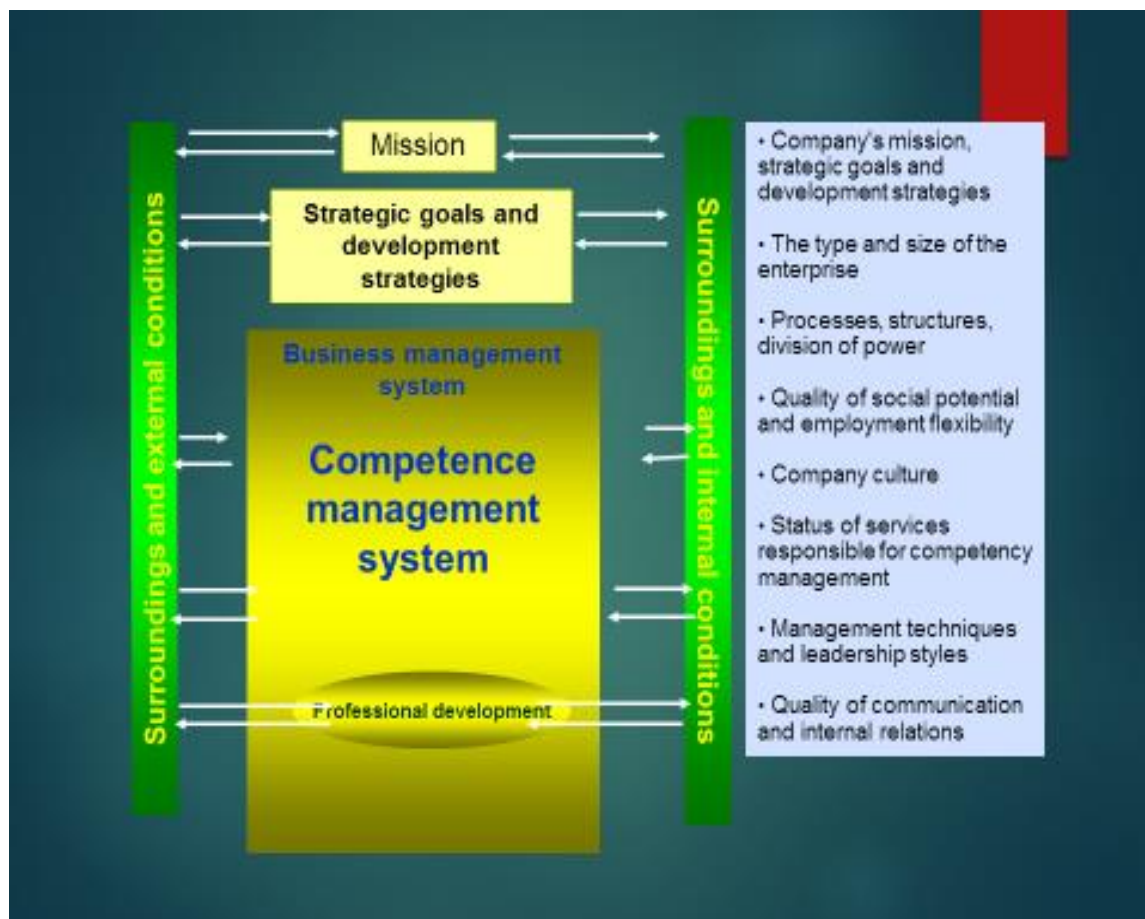 Surroundings and external conditions
Mission
Strategic goals and
development
strategies
Business management
system
Competence
management
system
Professional development
Surroundings and internal conditions
• Company's mission,
strategic goals and
development strategies
• The type and size of the
enterprise
• Processes, structures,
division of power
• Quality of social potential
and employment flexibility
• Company culture
• Status of services
responsible for competency
management
• Management techniques
and leadership styles
• Quality of communication
and internal relations